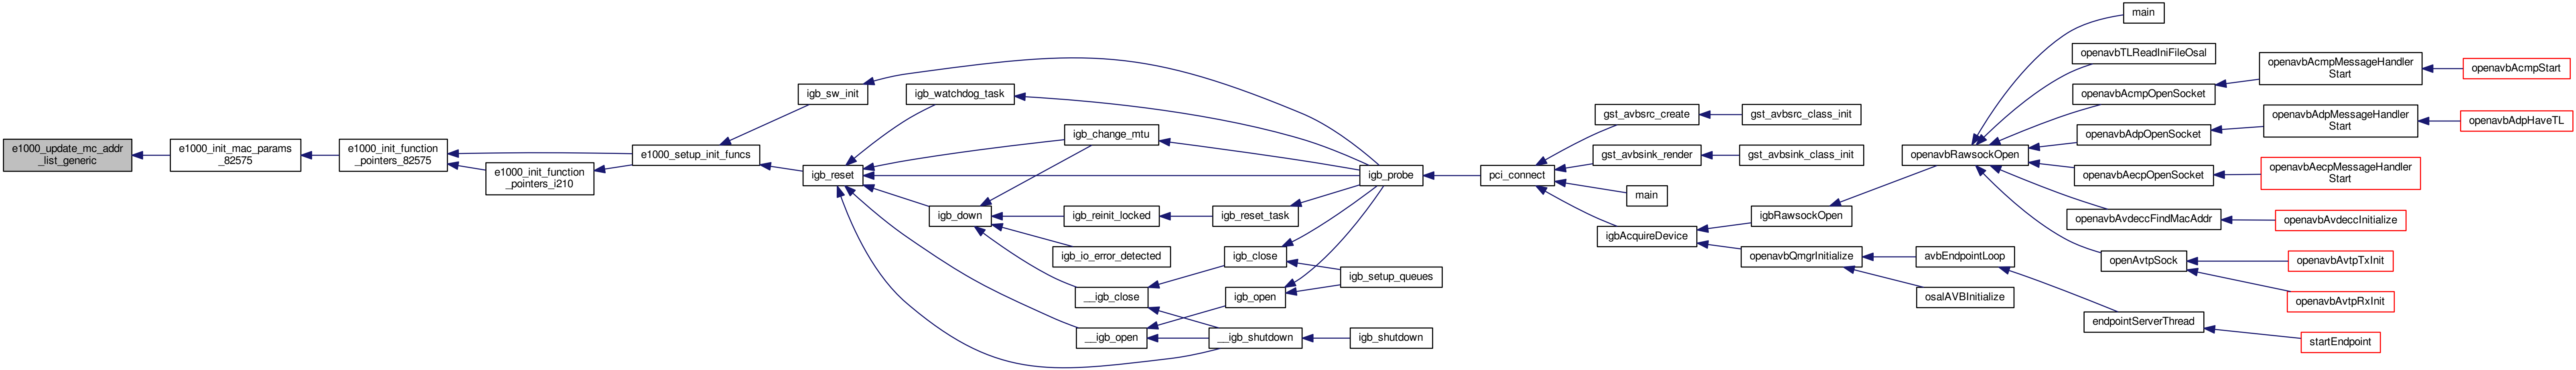 e1000_update_mc_addr
_list_generic
e1000_init_mac_params
_82575
e1000_init_function
_pointers_82575
e1000_init_function
_pointers_i210
e1000_setup_init_funcs
igb_sw_init
igb_reset
igb_watchdog_task
igb_change_mtu
igb_down
igb_reinit_locked
igb_io_error_detected
__igb_close
__igb_open
igb_reset_task
igb_close
igb_open
__igb_shutdown
igb_probe
igb_setup_queues
igb_shutdown
pci_connect
gst_avbsrc_create
gst_avbsink_render
main
igbAcquireDevice
gst_avbsrc_class_init
gst_avbsink_class_init
igbRawsockOpen
openavbQmgrInitialize
avbEndpointLoop
osalAVBInitialize
openavbRawsockOpen
main
openavbTLReadIniFileOsal
openavbAcmpOpenSocket
openavbAdpOpenSocket
openavbAecpOpenSocket
openavbAvdeccFindMacAddr
openAvtpSock
endpointServerThread
openavbAcmpMessageHandler
Start
openavbAdpMessageHandler
Start
openavbAecpMessageHandler
Start
openavbAvdeccInitialize
openavbAvtpTxInit
openavbAvtpRxInit
startEndpoint
openavbAcmpStart
openavbAdpHaveTL